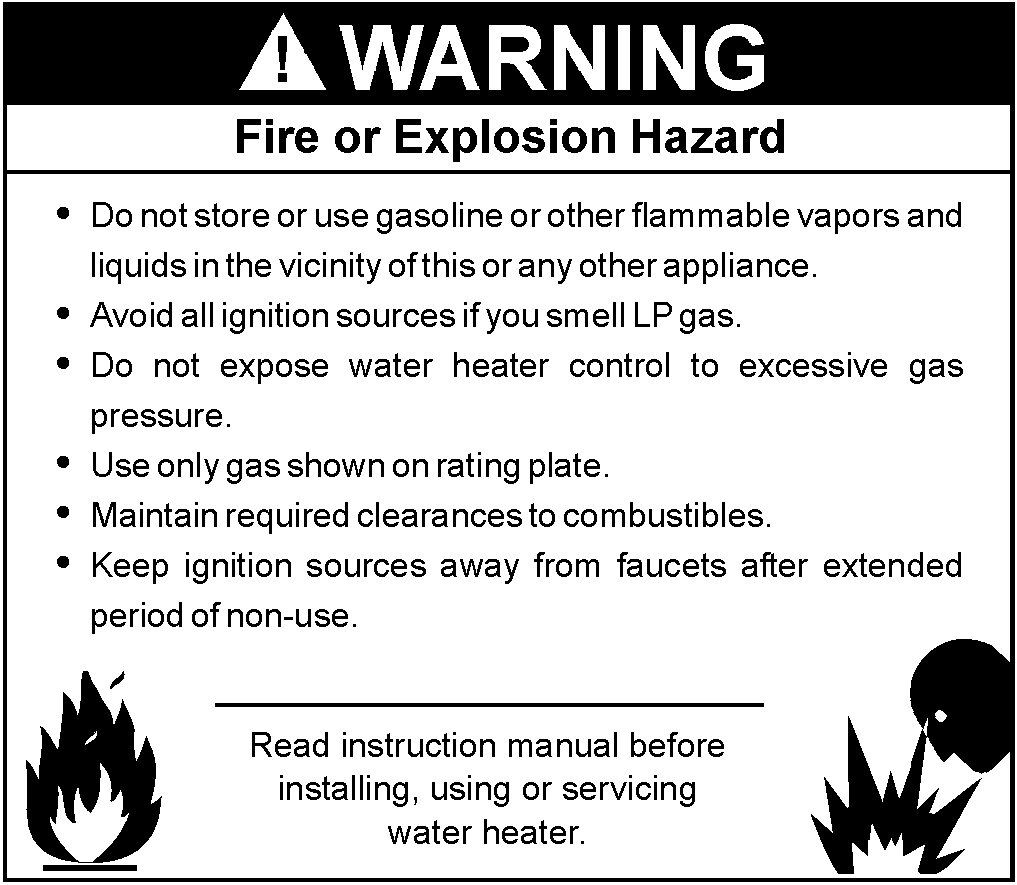 ! WARNING
Fire or Explosion Hazard
• Do not store or use gasoline or other flammable vapors and
liquids in the vicinity of this or any other appliance.
• Avoid all ignition sources if you smell LP gas.
• Do not expose water heater control to excessive gas
pressure.
• Use only gas shown on rating plate.
• Maintain required clearances to combustibles.
• Keep ignition sources away from faucets after extended
period of non-use.
Read instruction manual before
installing, using or servicing
water heater.